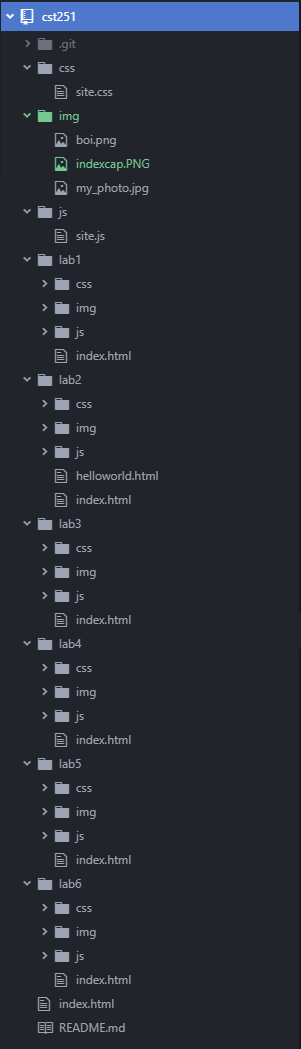 cst251
.git
css
site.css
img
boi.png
indexcap.PNG
my_photo.jpg
js
site.js
lab1
css
img
js
index.html
lab2
css
img
js
helloworld.html
index.html
lab3
css
img
js
index.html
lab4
css
img
js
index.html
lab5
css
img
js
index.html
lab6
css
img
js
index.html
index.html
README.md